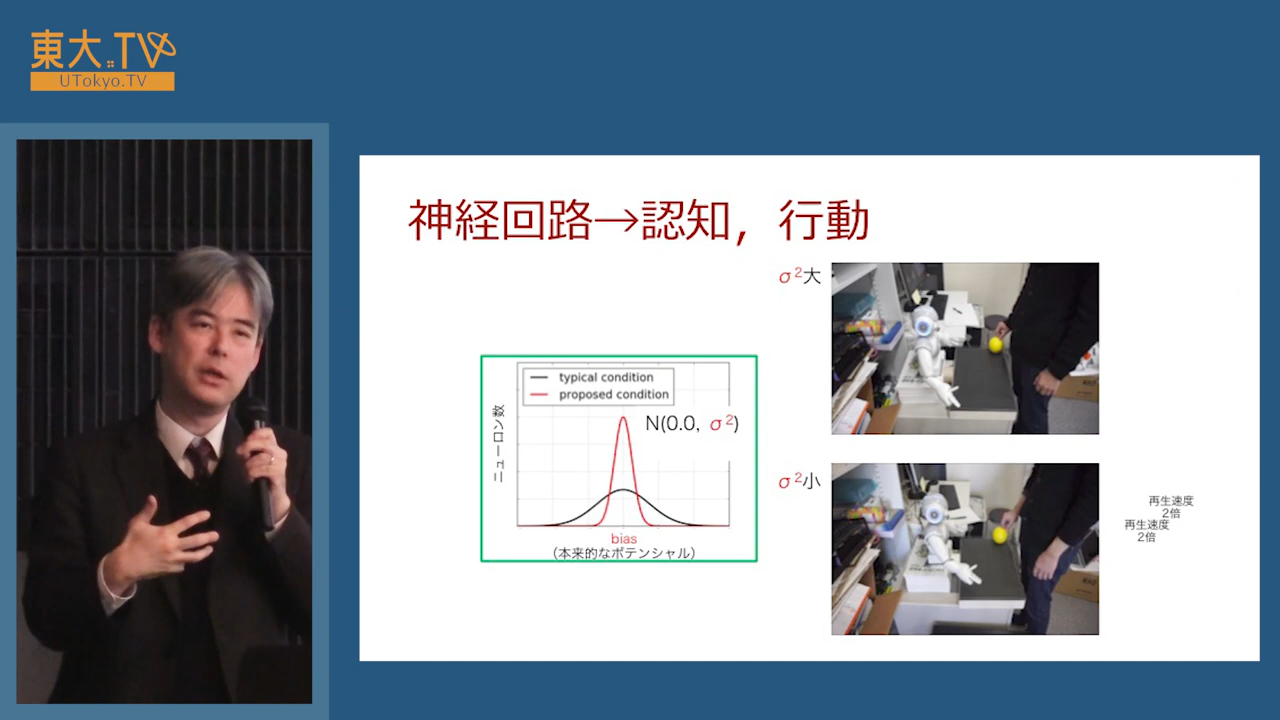 東大.TV
UTokyo.TV
神経回路→認知，行動
σ²大
typical condition
proposed condition
N(0.0, σ²)
ニューロン数
bias
（本来的なポテンシャル）
σ²小
再生速度
2倍
再生速度
2倍